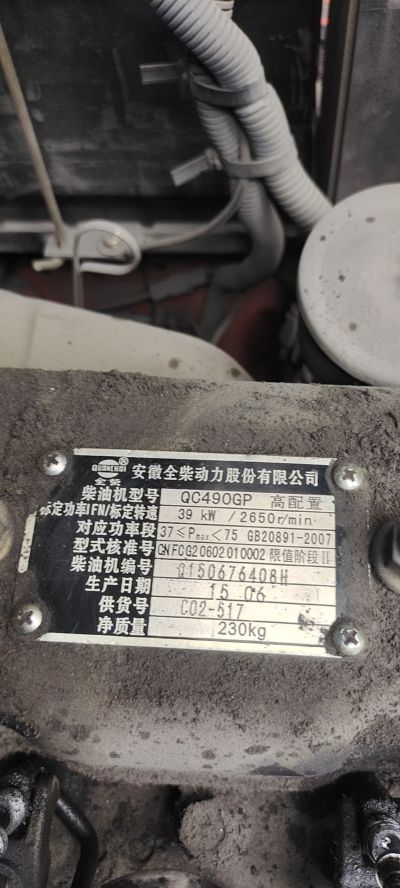 QUANCHAI ®
全柴
安徽全柴动力股份有限公司
柴油机型号 QC490GP 高配置
标定功率IFN/标定转速 39 kW / 2650r/min
对应功率段 37≤Pmax<75 GB20891-2007
型式核准号 CNFCG20602010002 限值阶段Ⅱ
柴油机编号 Q150676408H
生产日期 15 06
供货号 C02-517
净质量 230kg